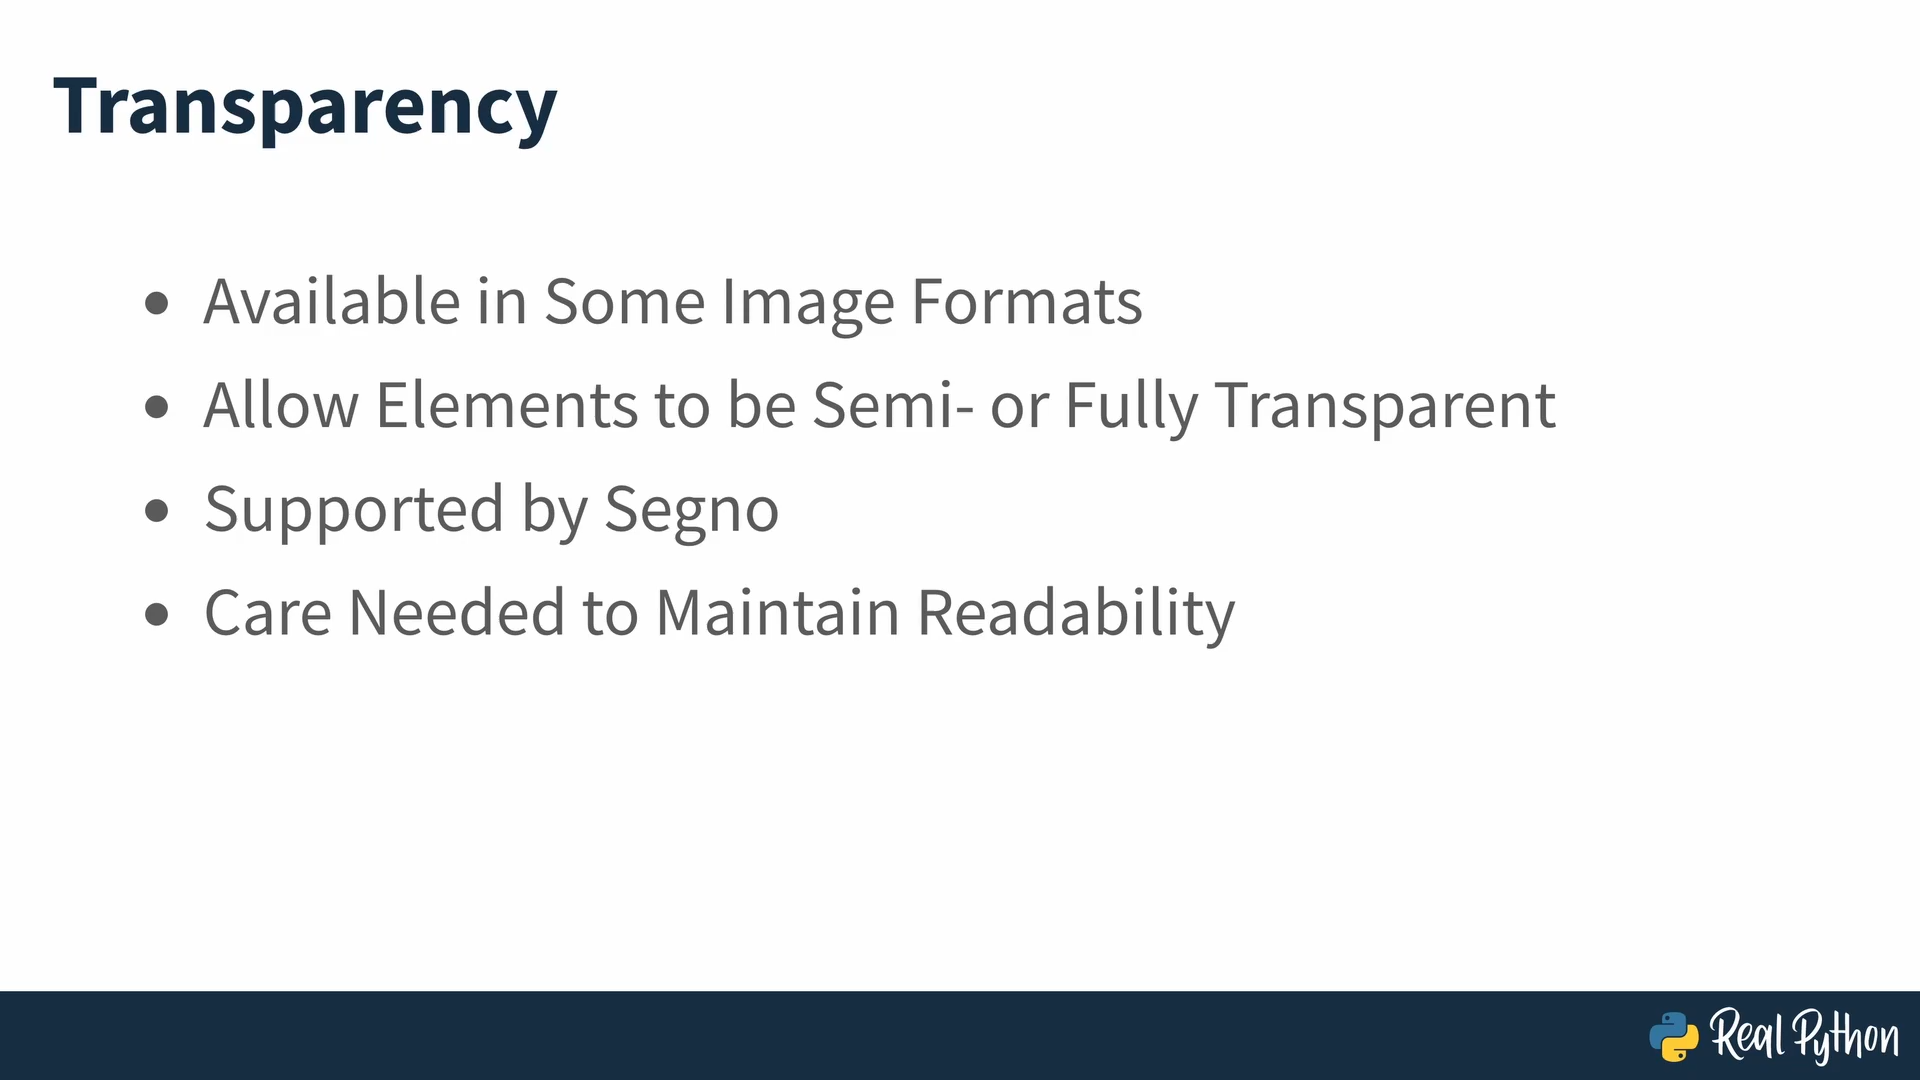 Transparency
• Available in Some Image Formats
• Allow Elements to be Semi- or Fully Transparent
• Supported by Segno
• Care Needed to Maintain Readability
Real Python